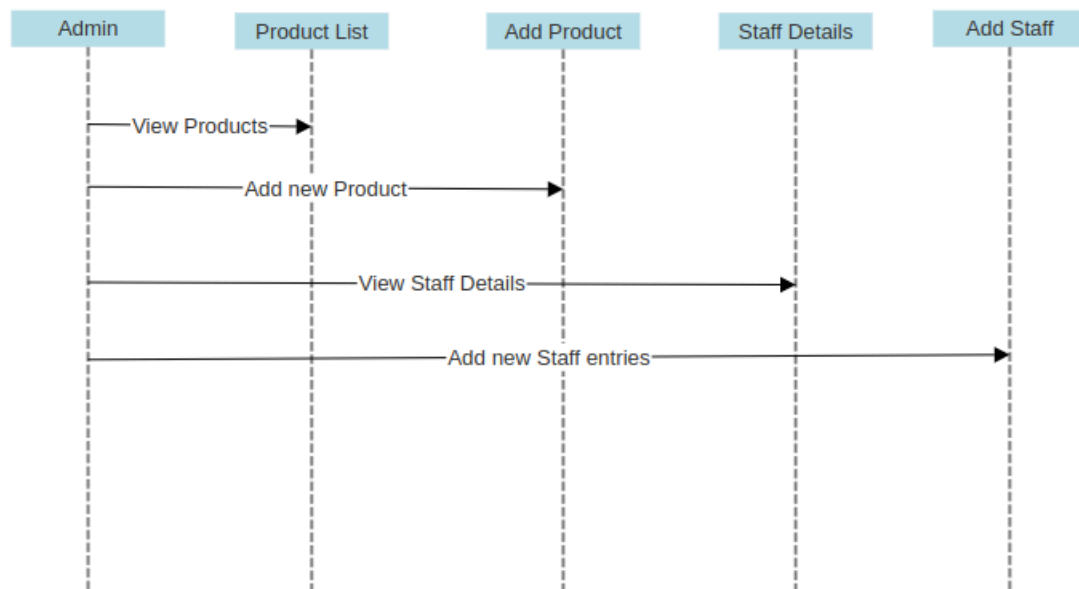 Admin
Product List
Add Product
Staff Details
Add Staff
View Products
Add new Product
View Staff Details
Add new Staff entries